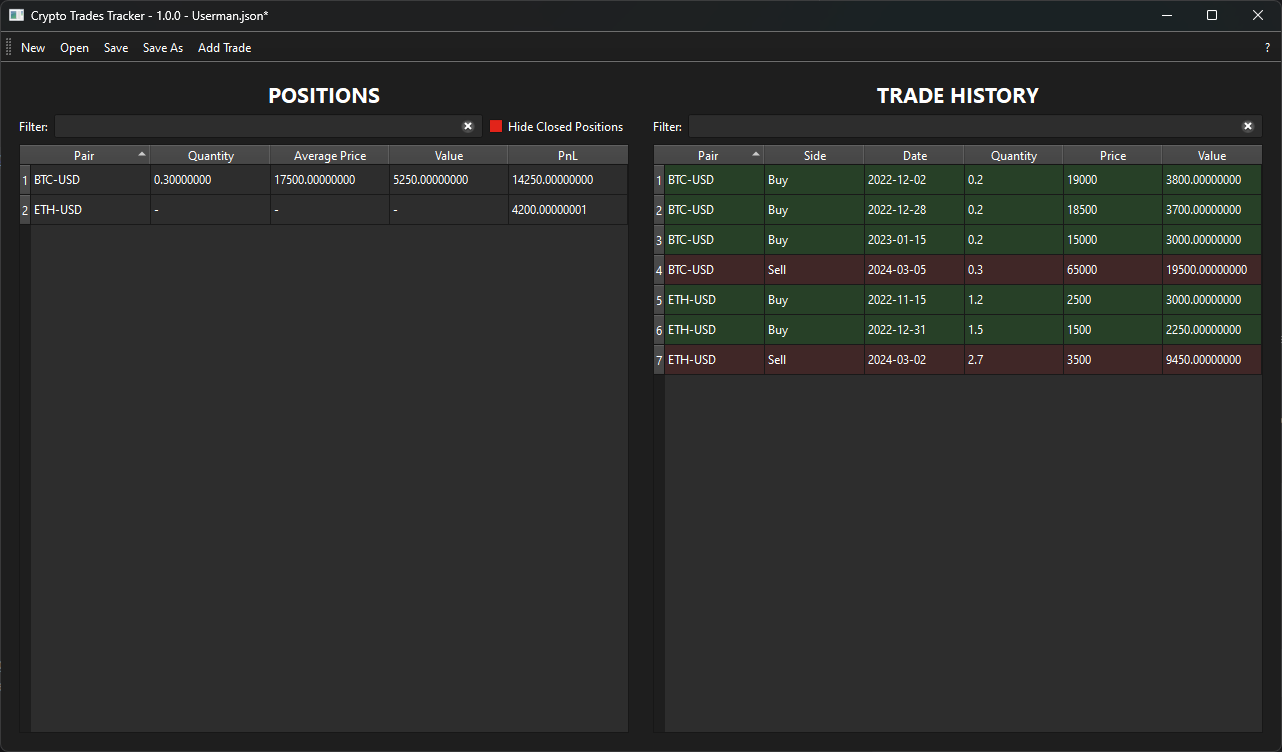 Crypto Trades Tracker - 1.0.0 - Userman.json*
New Open Save Save As Add Trade ?
POSITIONS
Filter: Hide Closed Positions
Pair Quantity Average Price Value PnL
1 BTC-USD 0.30000000 17500.00000000 5250.00000000 14250.00000000
2 ETH-USD - - - 4200.00000001
TRADE HISTORY
Filter:
Pair Side Date Quantity Price Value
1 BTC-USD Buy 2022-12-02 0.2 19000 3800.00000000
2 BTC-USD Buy 2022-12-28 0.2 18500 3700.00000000
3 BTC-USD Buy 2023-01-15 0.2 15000 3000.00000000
4 BTC-USD Sell 2024-03-05 0.3 65000 19500.00000000
5 ETH-USD Buy 2022-11-15 1.2 2500 3000.00000000
6 ETH-USD Buy 2022-12-31 1.5 1500 2250.00000000
7 ETH-USD Sell 2024-03-02 2.7 3500 9450.00000000